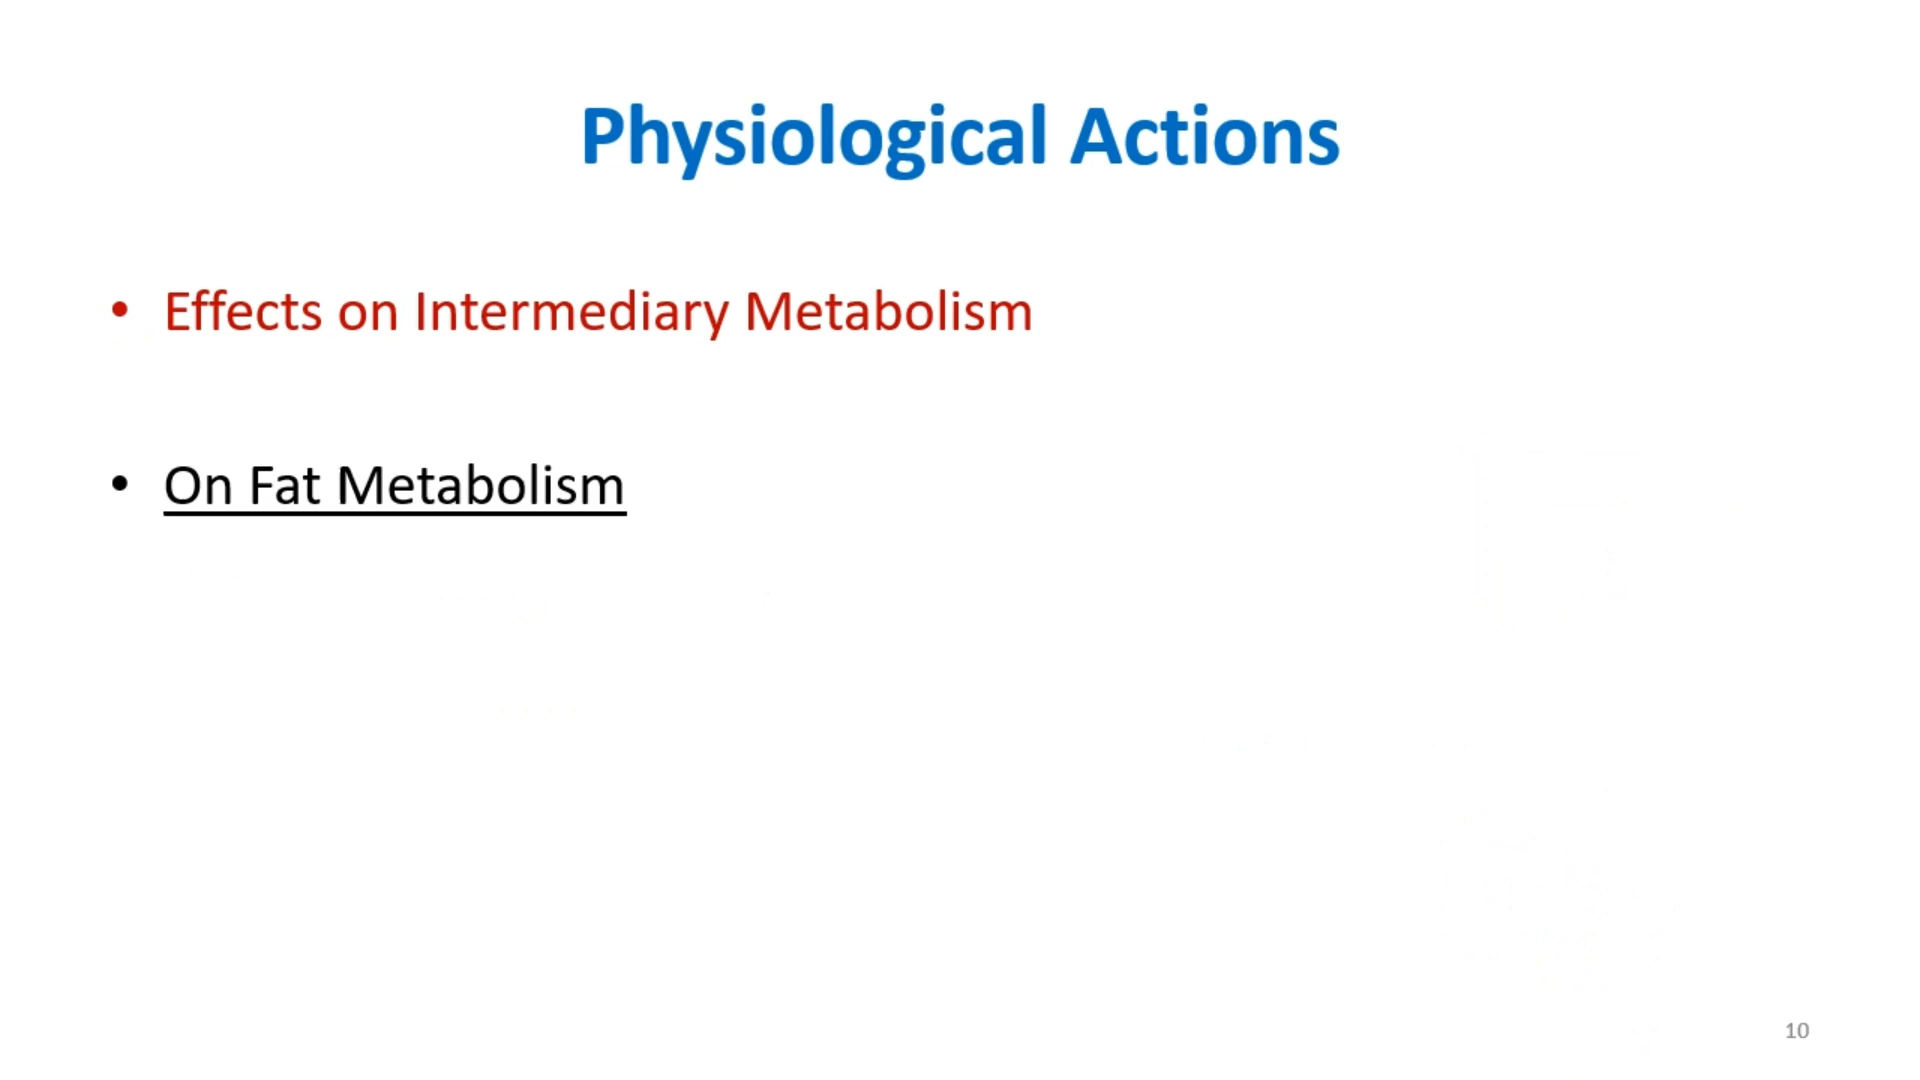 Physiological Actions
• Effects on Intermediary Metabolism
• On Fat Metabolism
10